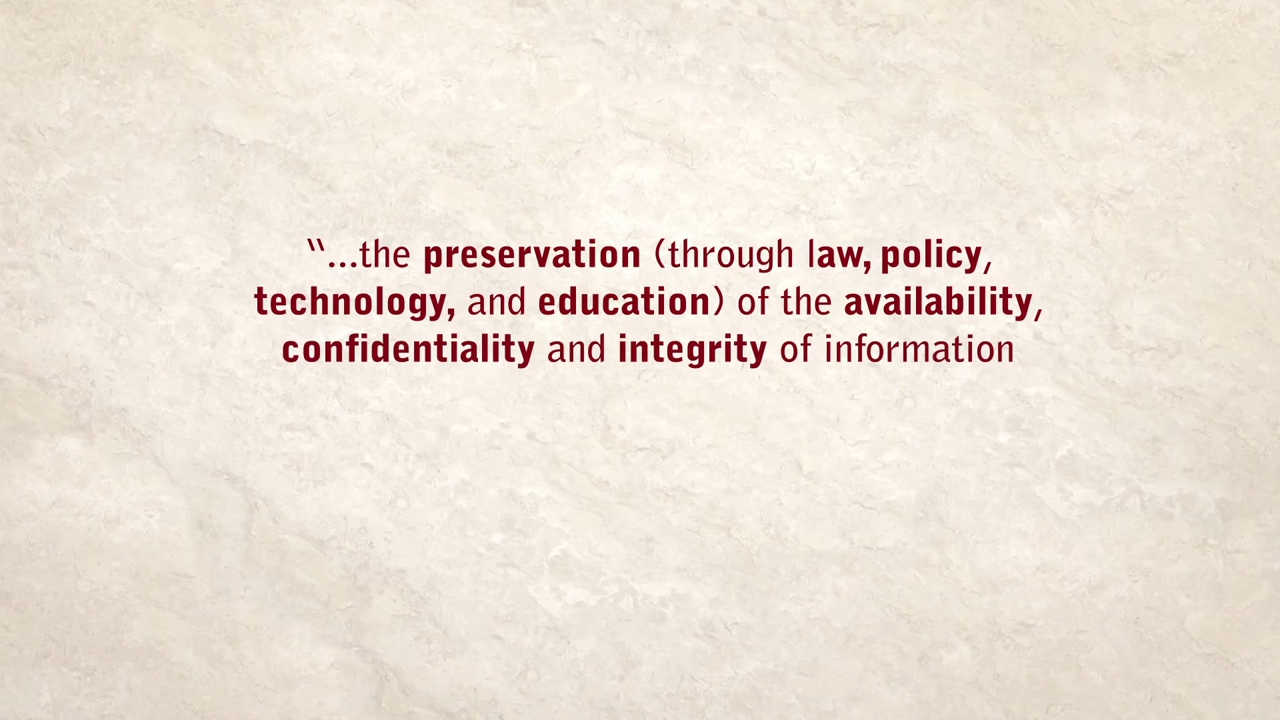 “...the preservation (through law, policy,
technology, and education) of the availability,
confidentiality and integrity of information